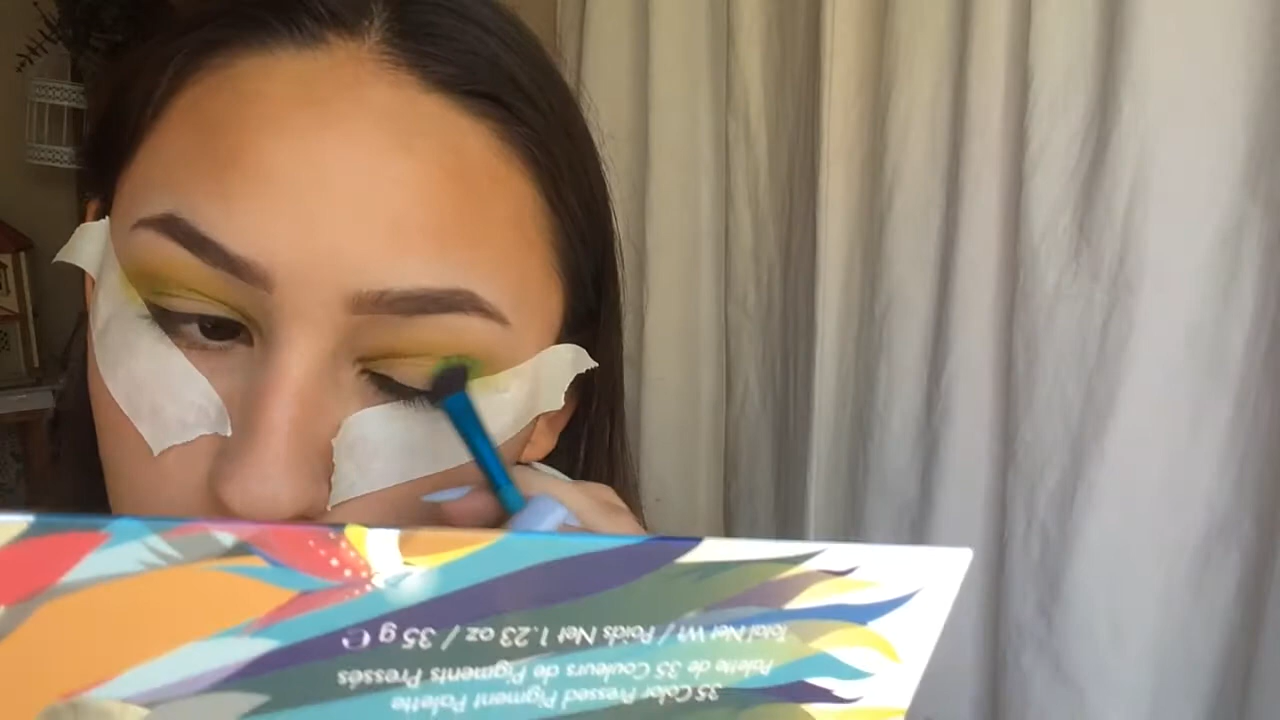 35 Color Pressed Pigment Palette
Palette de 35 Couleurs de Pigments Pressés
Total Net Wt / Poids Net 1.23 oz / 35 g ℮